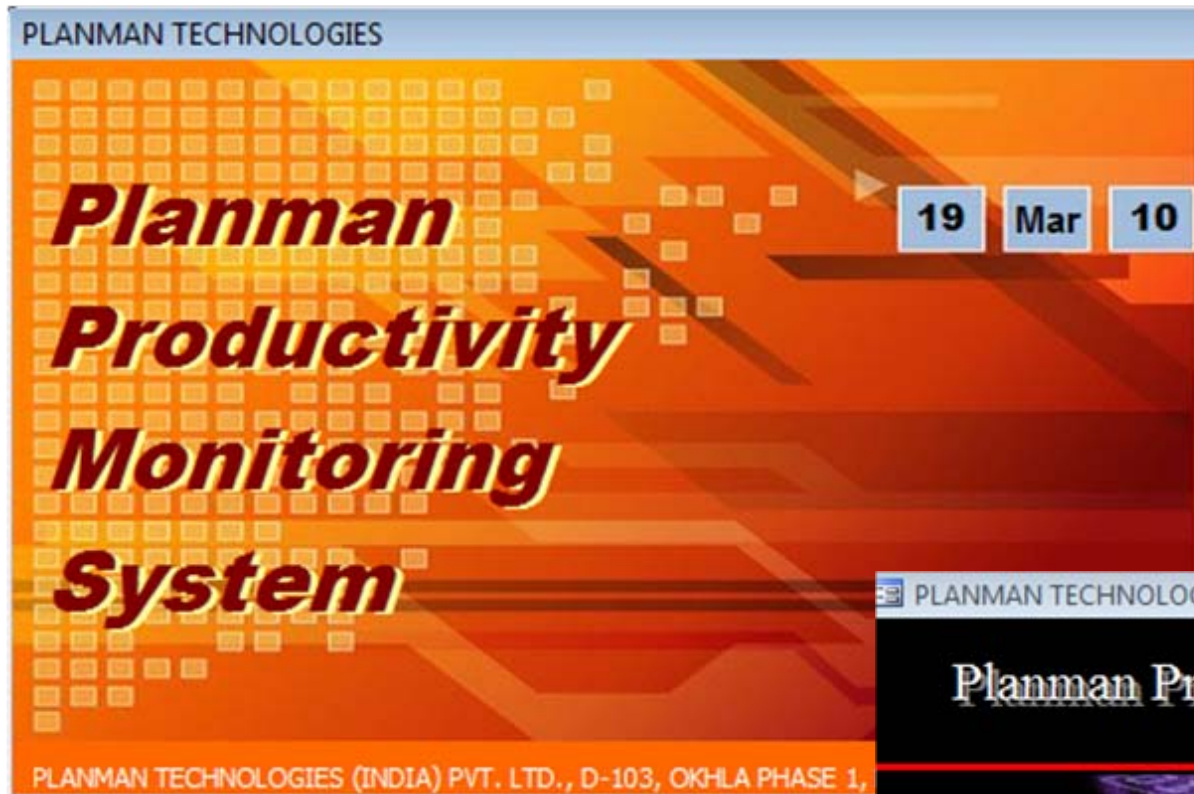 PLANMAN TECHNOLOGIES
Planman
Productivity
Monitoring
System
19 Mar 10
PLANMAN TECHNOLOGIES (INDIA) PVT. LTD., D-103, OKHLA PHASE 1,
PLANMAN TECHNOLO
Planman Pr